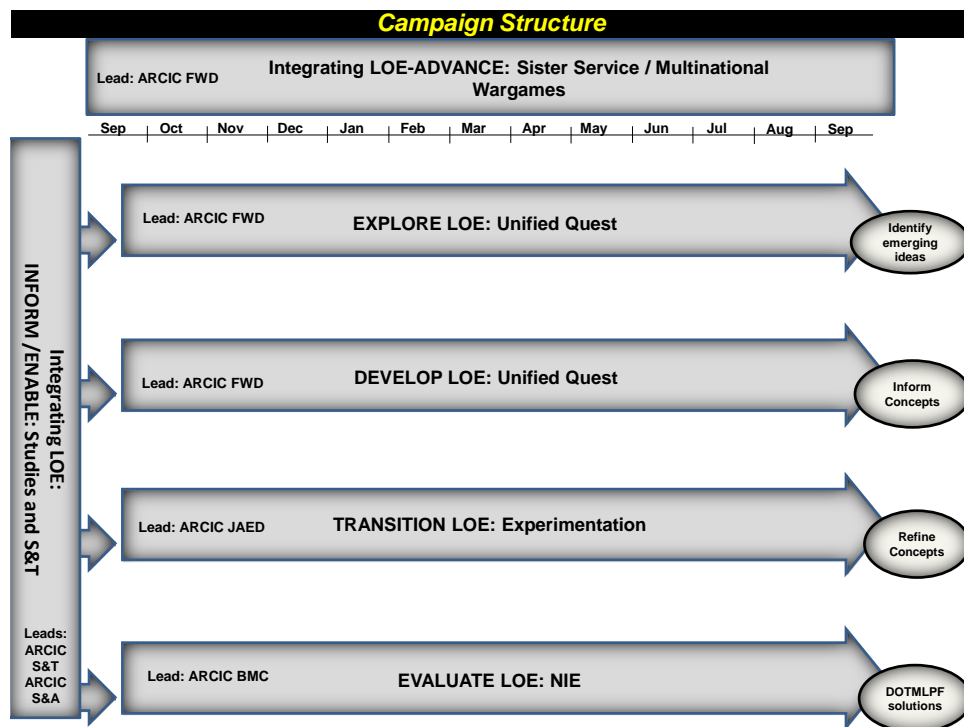 Campaign Structure
Lead: ARCIC FWD
Integrating LOE-ADVANCE: Sister Service / Multinational
Wargames
Sep Oct Nov Dec Jan Feb Mar Apr May Jun Jul Aug Sep
Integrating LOE:
INFORM /ENABLE: Studies and S&T
Leads:
ARCIC
S&T
ARCIC
S&A
Lead: ARCIC FWD
EXPLORE LOE: Unified Quest
Identify
emerging
ideas
Lead: ARCIC FWD
DEVELOP LOE: Unified Quest
Inform
Concepts
Lead: ARCIC JAED
TRANSITION LOE: Experimentation
Refine
Concepts
Lead: ARCIC BMC
EVALUATE LOE: NIE
DOTMLPF
solutions